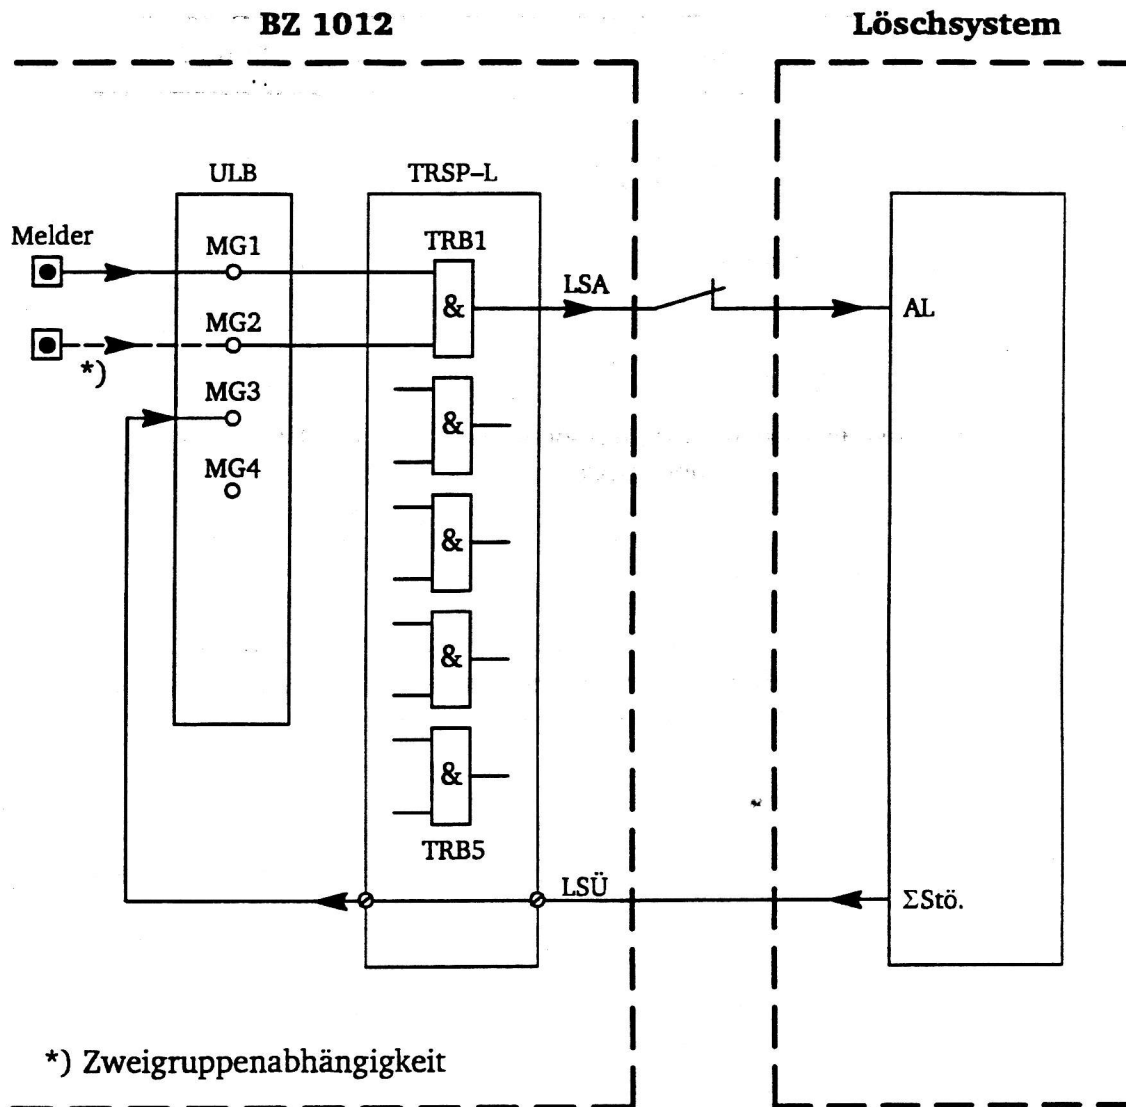 BZ 1012
Löschsystem
ULB
TRSP–L
Melder
MG1
TRB1
&
LSA
AL
MG2
*)
MG3
&
MG4
&
&
&
TRB5
LSÜ
ΣStö.
*) Zweigruppenabhängigkeit